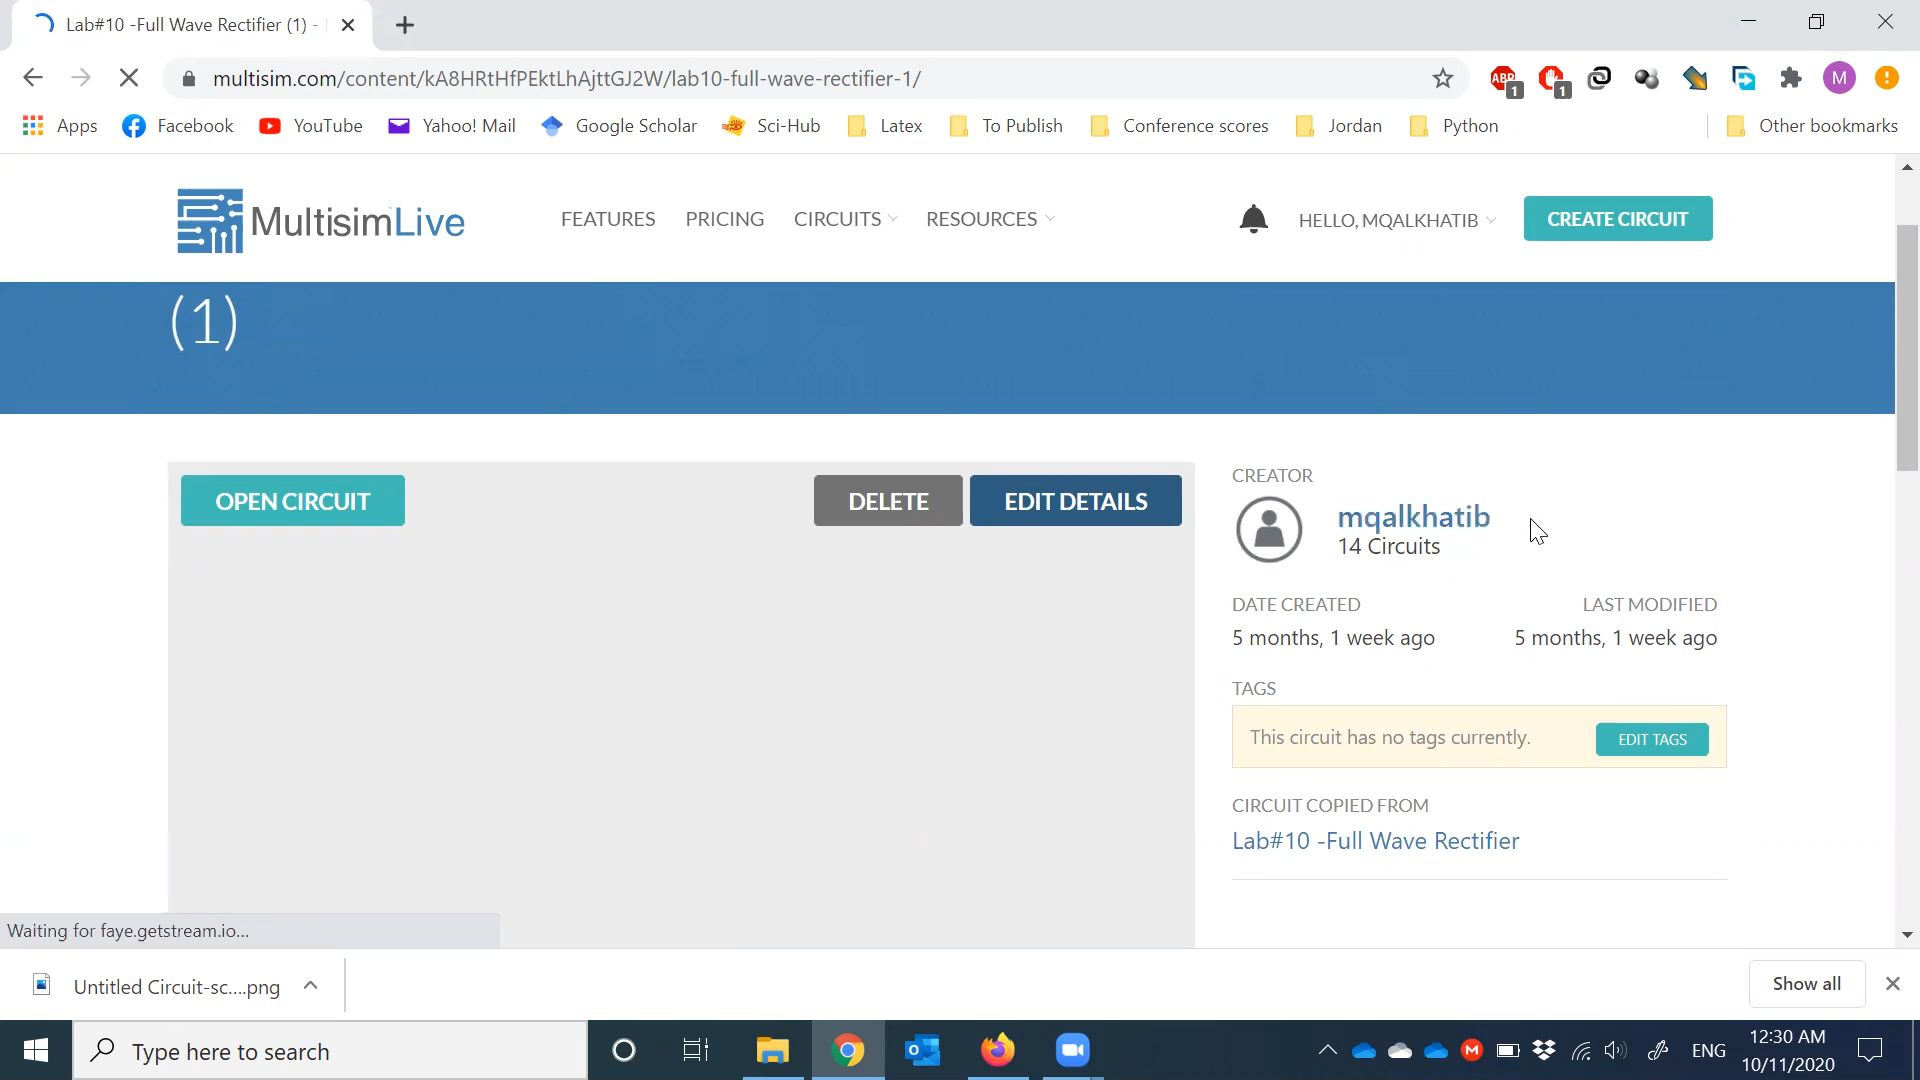 Lab#10 -Full Wave Rectifier (1) -
multisim.com/content/kA8HRtHfPEktLhAjttGJ2W/lab10-full-wave-rectifier-1/
ABP 1 1 M
Apps Facebook YouTube Yahoo! Mail Google Scholar Sci-Hub Latex To Publish Conference scores Jordan Python Other bookmarks
MultisimLive FEATURES PRICING CIRCUITS RESOURCES HELLO, MQALKHATIB CREATE CIRCUIT
(1)
OPEN CIRCUIT DELETE EDIT DETAILS
CREATOR
mqalkhatib
14 Circuits
DATE CREATED LAST MODIFIED
5 months, 1 week ago 5 months, 1 week ago
TAGS
This circuit has no tags currently. EDIT TAGS
CIRCUIT COPIED FROM
Lab#10 -Full Wave Rectifier
Waiting for faye.getstream.io...
Untitled Circuit-sc....png Show all
Type here to search
ENG
12:30 AM
10/11/2020